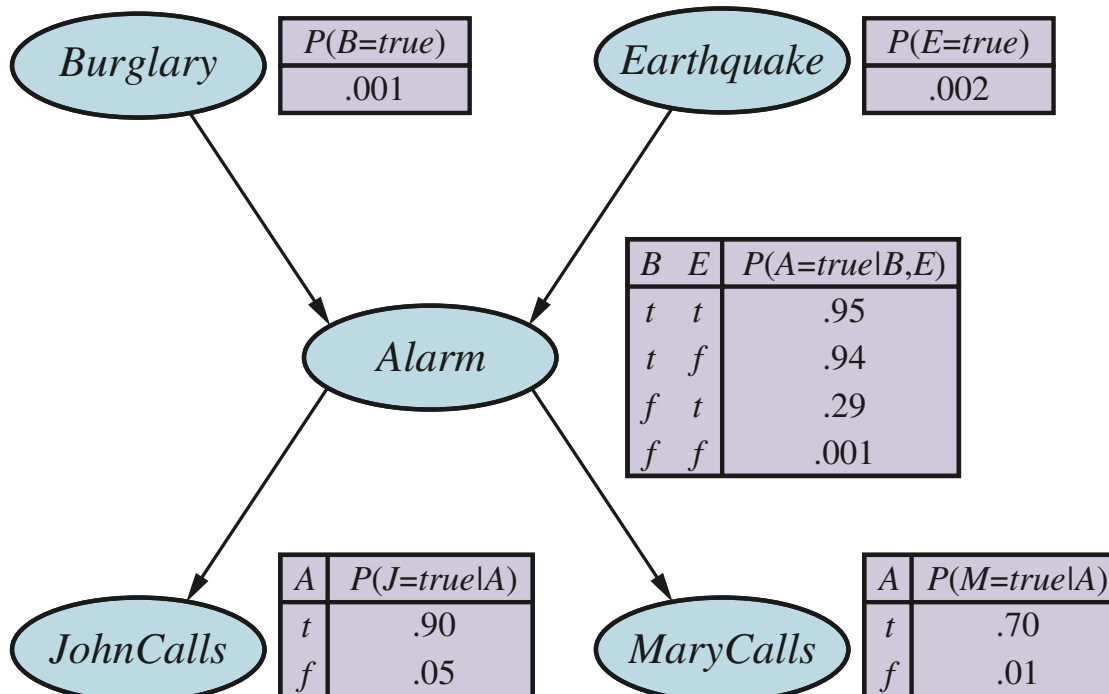 Burglary
P(B=true)
.001
Earthquake
P(E=true)
.002
B E P(A=true|B,E)
t t .95
t f .94
f t .29
f f .001
Alarm
JohnCalls
A P(J=true|A)
t .90
f .05
MaryCalls
A P(M=true|A)
t .70
f .01